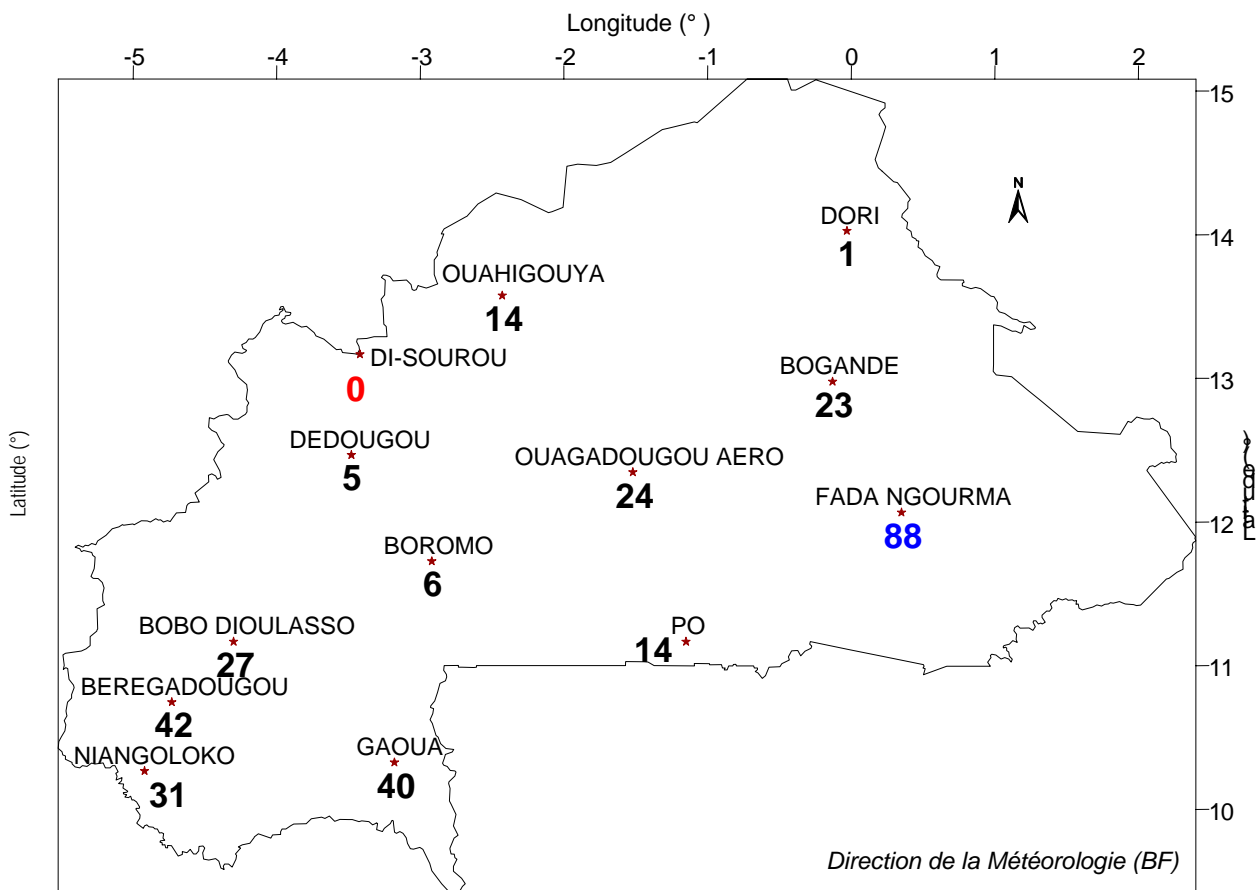 Longitude (° )
-5 -4 -3 -2 -1 0 1 2
15
N
DORI
14
1
OUAHIGOUYA
14
DI-SOUROU
BOGANDE
13
0
23
DEDOUGOU
Latitude (°)
Latitude(°)
5
OUAGADOUGOU AERO
24
FADA NGOURMA
12
88
BOROMO
6
BOBO DIOULASSO
PO
27
14
11
BEREGADOUGOU
42
NIANGOLOKO
GAOUA
31
40
10
Direction de la Météorologie (BF)